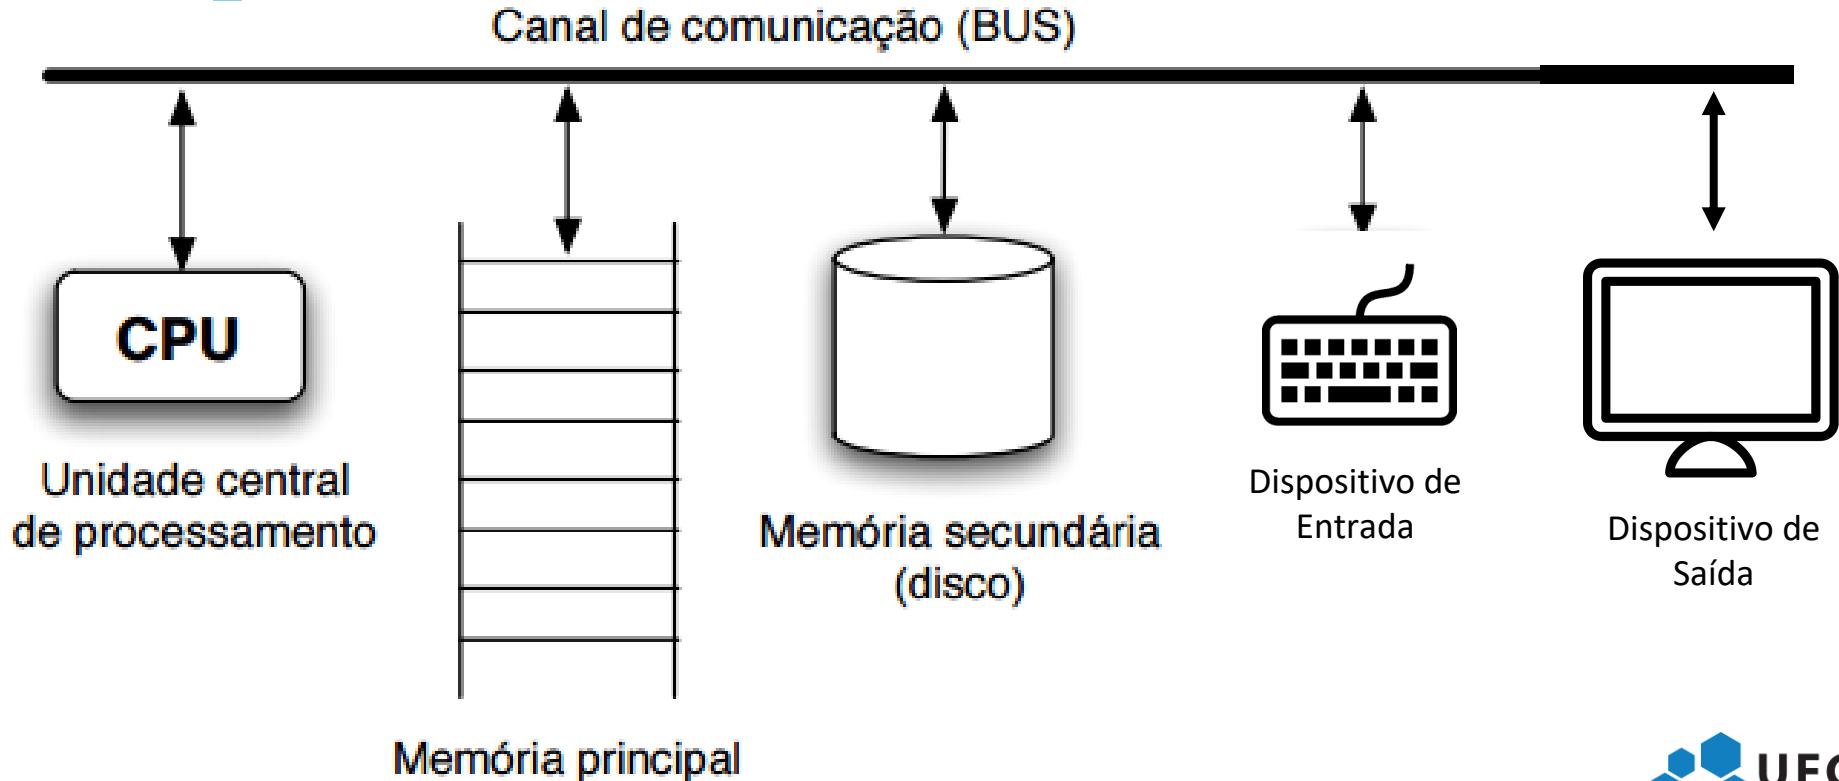 Canal de comunicação (BUS)
CPU
Unidade central
de processamento
Memória principal
Memória secundária
(disco)
Dispositivo de
Entrada
Dispositivo de
Saída